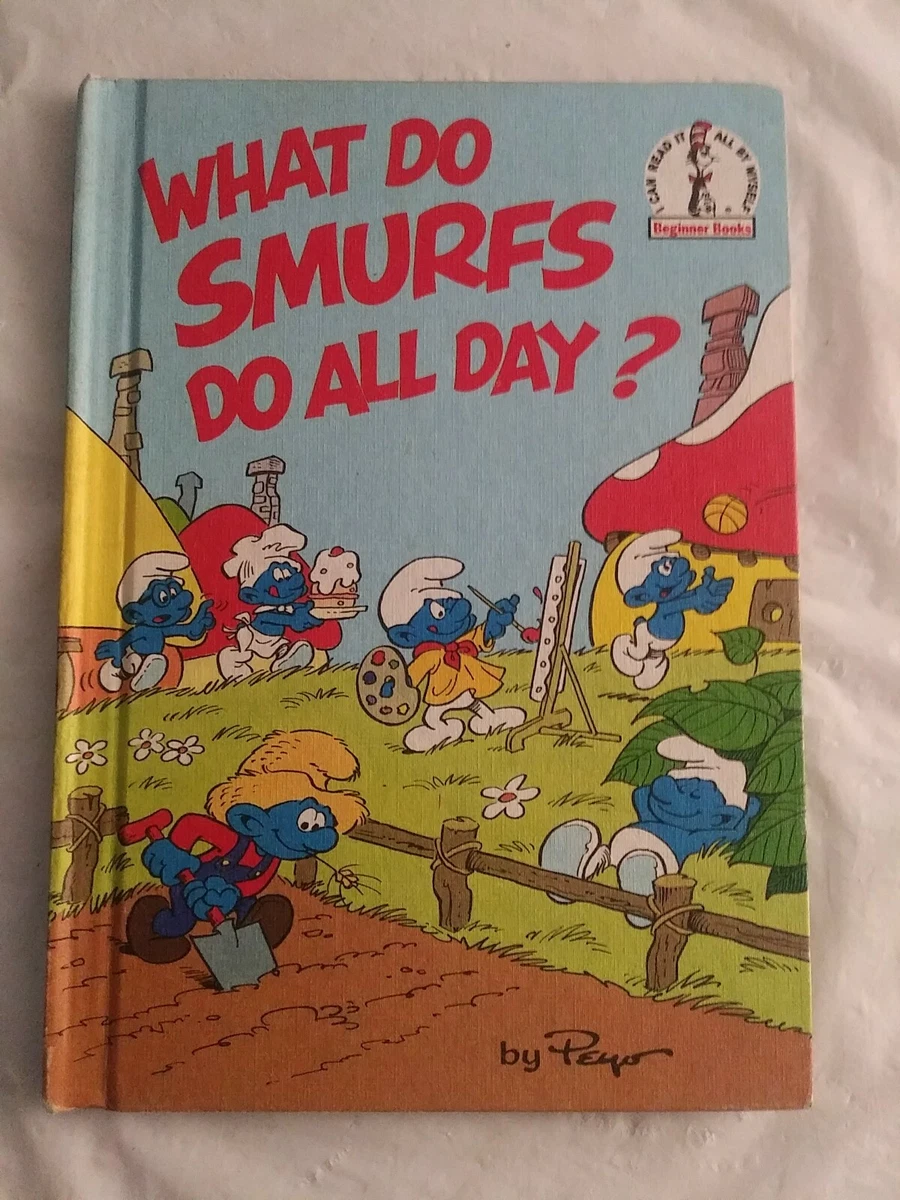 WHAT DO
SMURFS
DO ALL DAY?
I CAN READ IT ALL BY MYSELF
Beginner Books
by Peyo